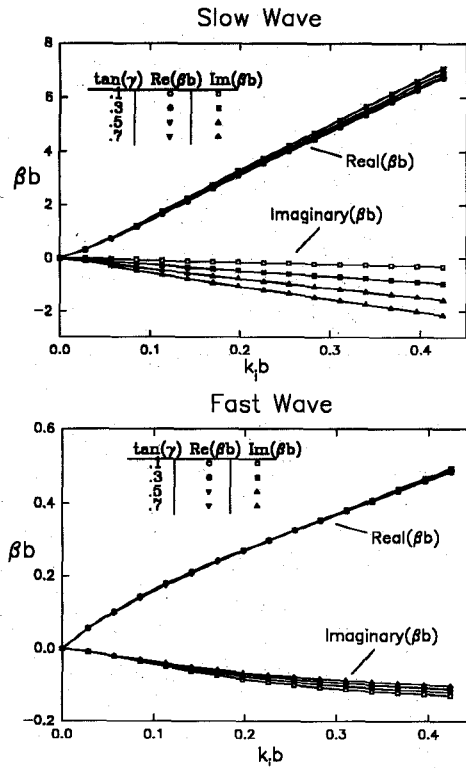 Slow Wave
8
6
4
2
0
-2
βb
tan(γ) Re(βb) Im(βb)
.1
.3
.5
.7
Real(βb)
Imaginary(βb)
0.0 0.1 0.2 0.3 0.4
kᵢb
Fast Wave
0.6
0.4
0.2
0.0
-0.2
βb
tan(γ) Re(βb) Im(βb)
.1
.3
.5
.7
Real(βb)
Imaginary(βb)
0.0 0.1 0.2 0.3 0.4
kᵢb